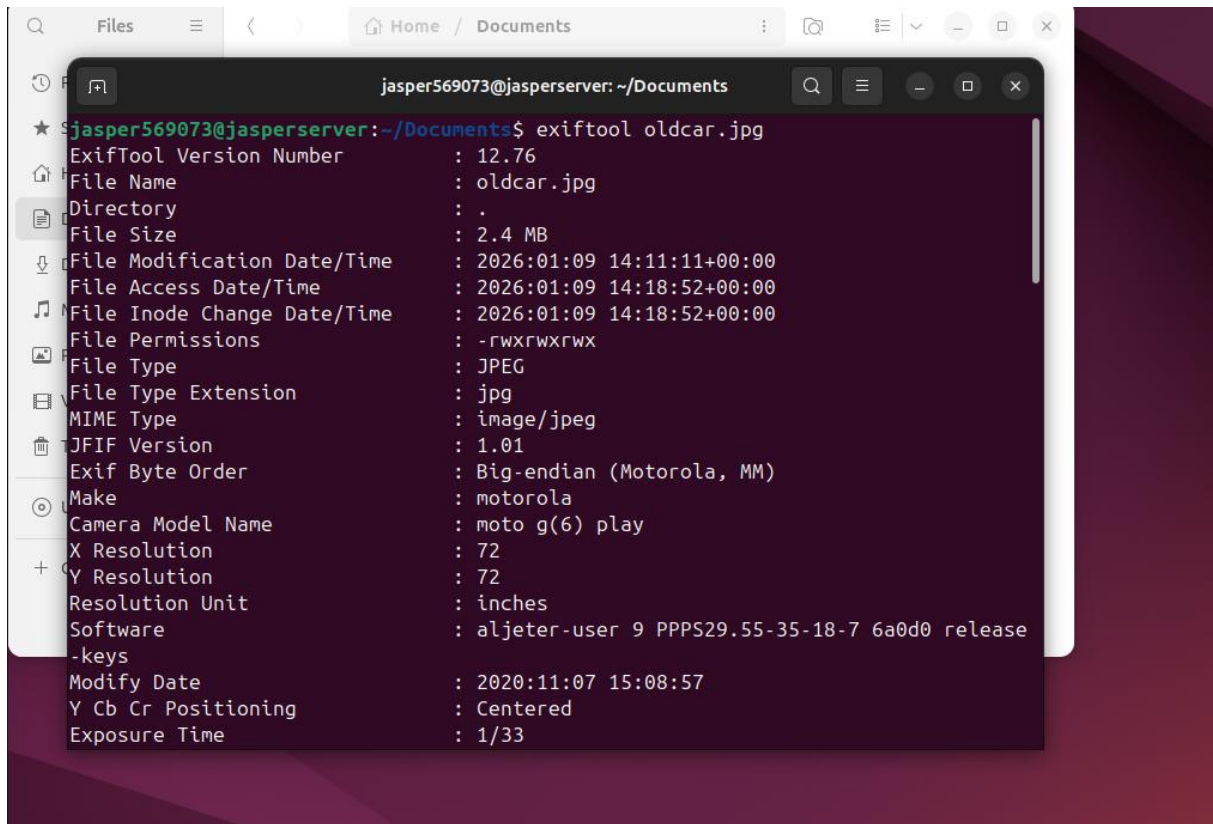 Files
Home / Documents
jasper569073@jasperserver: ~/Documents
jasper569073@jasperserver:~/Documents$ exiftool oldcar.jpg
ExifTool Version Number : 12.76
File Name : oldcar.jpg
Directory : .
File Size : 2.4 MB
File Modification Date/Time : 2026:01:09 14:11:11+00:00
File Access Date/Time : 2026:01:09 14:18:52+00:00
File Inode Change Date/Time : 2026:01:09 14:18:52+00:00
File Permissions : -rwxrwxrwx
File Type : JPEG
File Type Extension : jpg
MIME Type : image/jpeg
JFIF Version : 1.01
Exif Byte Order : Big-endian (Motorola, MM)
Make : motorola
Camera Model Name : moto g(6) play
X Resolution : 72
Y Resolution : 72
Resolution Unit : inches
Software : aljeter-user 9 PPPS29.55-35-18-7 6a0d0 release
-keys
Modify Date : 2020:11:07 15:08:57
Y Cb Cr Positioning : Centered
Exposure Time : 1/33